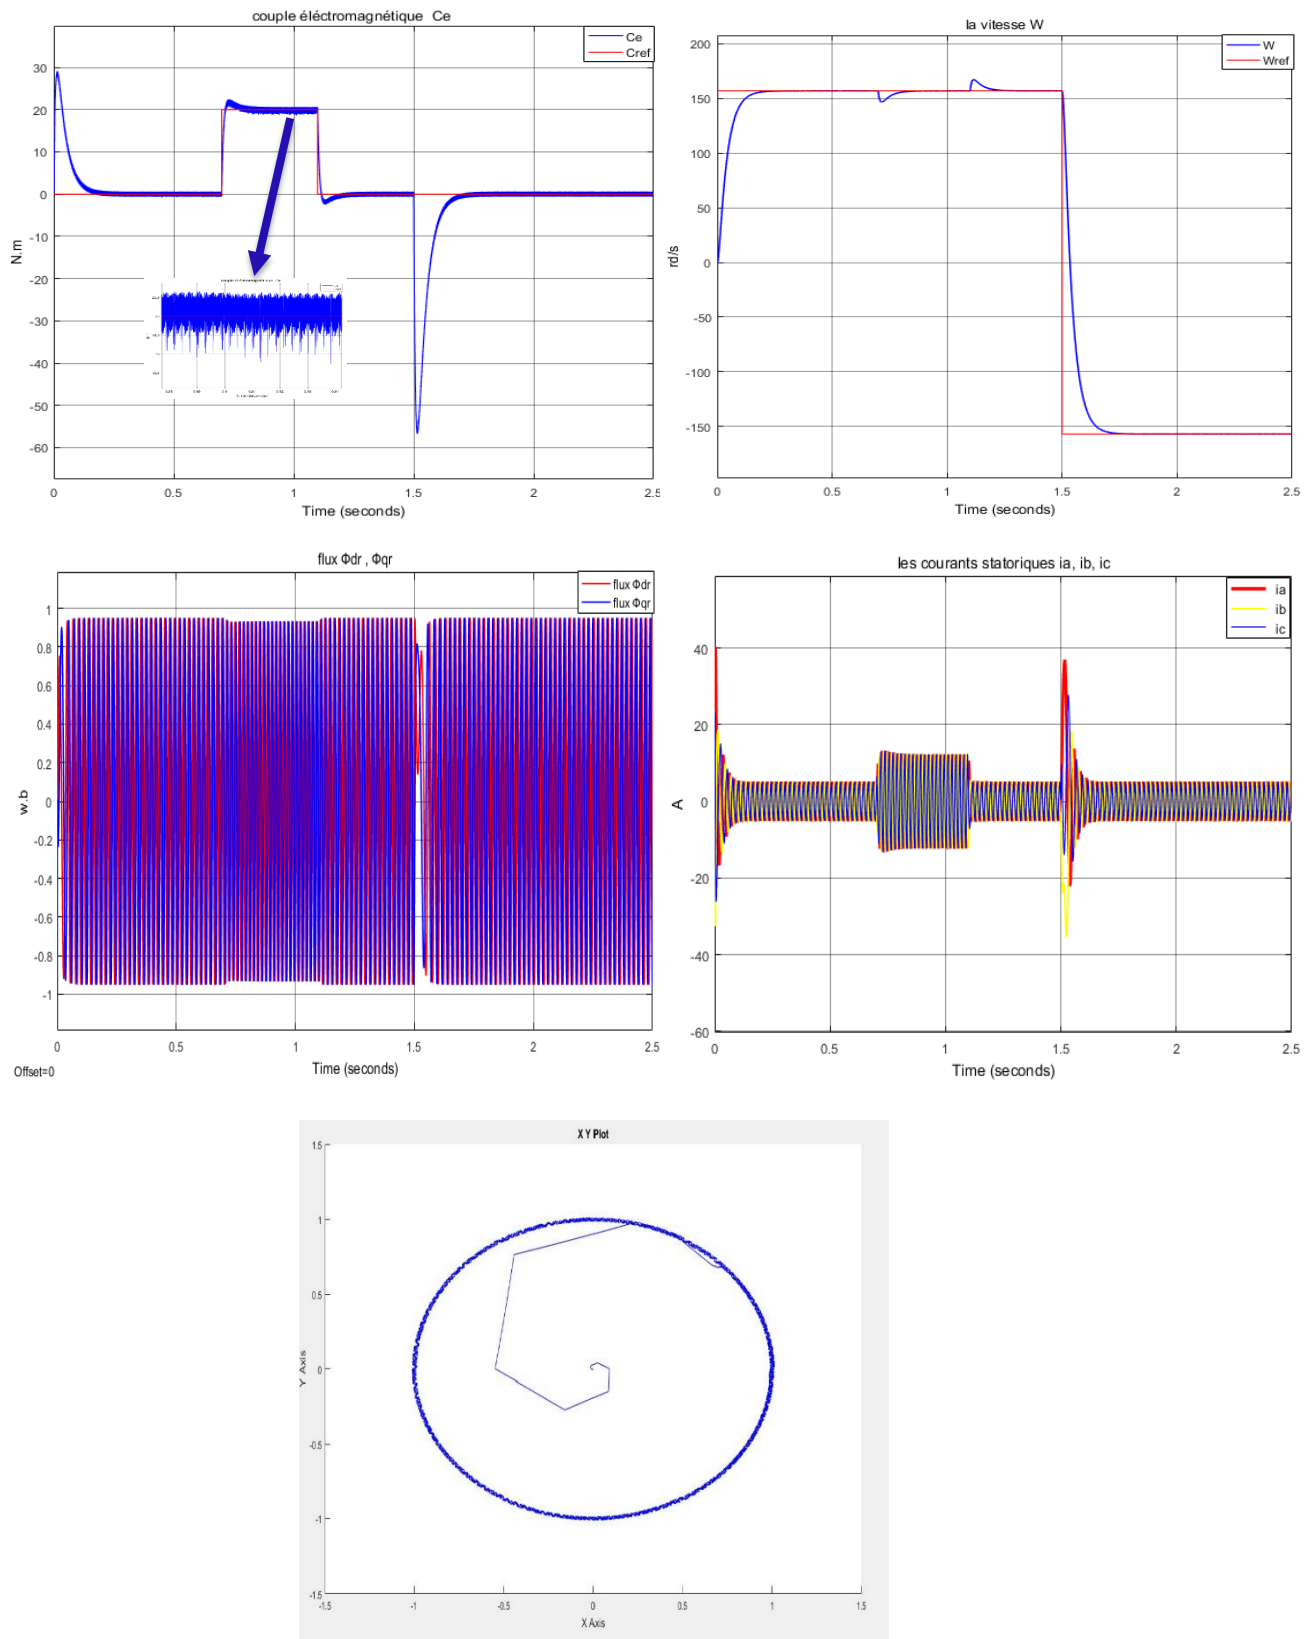 couple éléctromagnétique Ce
Ce
Cref
30
20
10
0
-10
-20
-30
-40
-50
-60
N.m
0 0.5 1 1.5 2 2.5
Time (seconds)
la vitesse W
W
Wref
200
150
100
50
0
-50
-100
-150
rd/s
0 0.5 1 1.5 2 2.5
Time (seconds)
flux Φdr , Φqr
flux Φdr
flux Φqr
1
0.8
0.6
0.4
0.2
0
-0.2
-0.4
-0.6
-0.8
-1
w.b
0 0.5 1 1.5 2 2.5
Time (seconds)
Offset=0
les courants statoriques ia, ib, ic
ia
ib
ic
40
20
0
-20
-40
-60
A
0 0.5 1 1.5 2 2.5
Time (seconds)
X Y Plot
1.5
1
0.5
0
-0.5
-1
-1.5
Y Axis
-1.5 -1 -0.5 0 0.5 1 1.5
X Axis